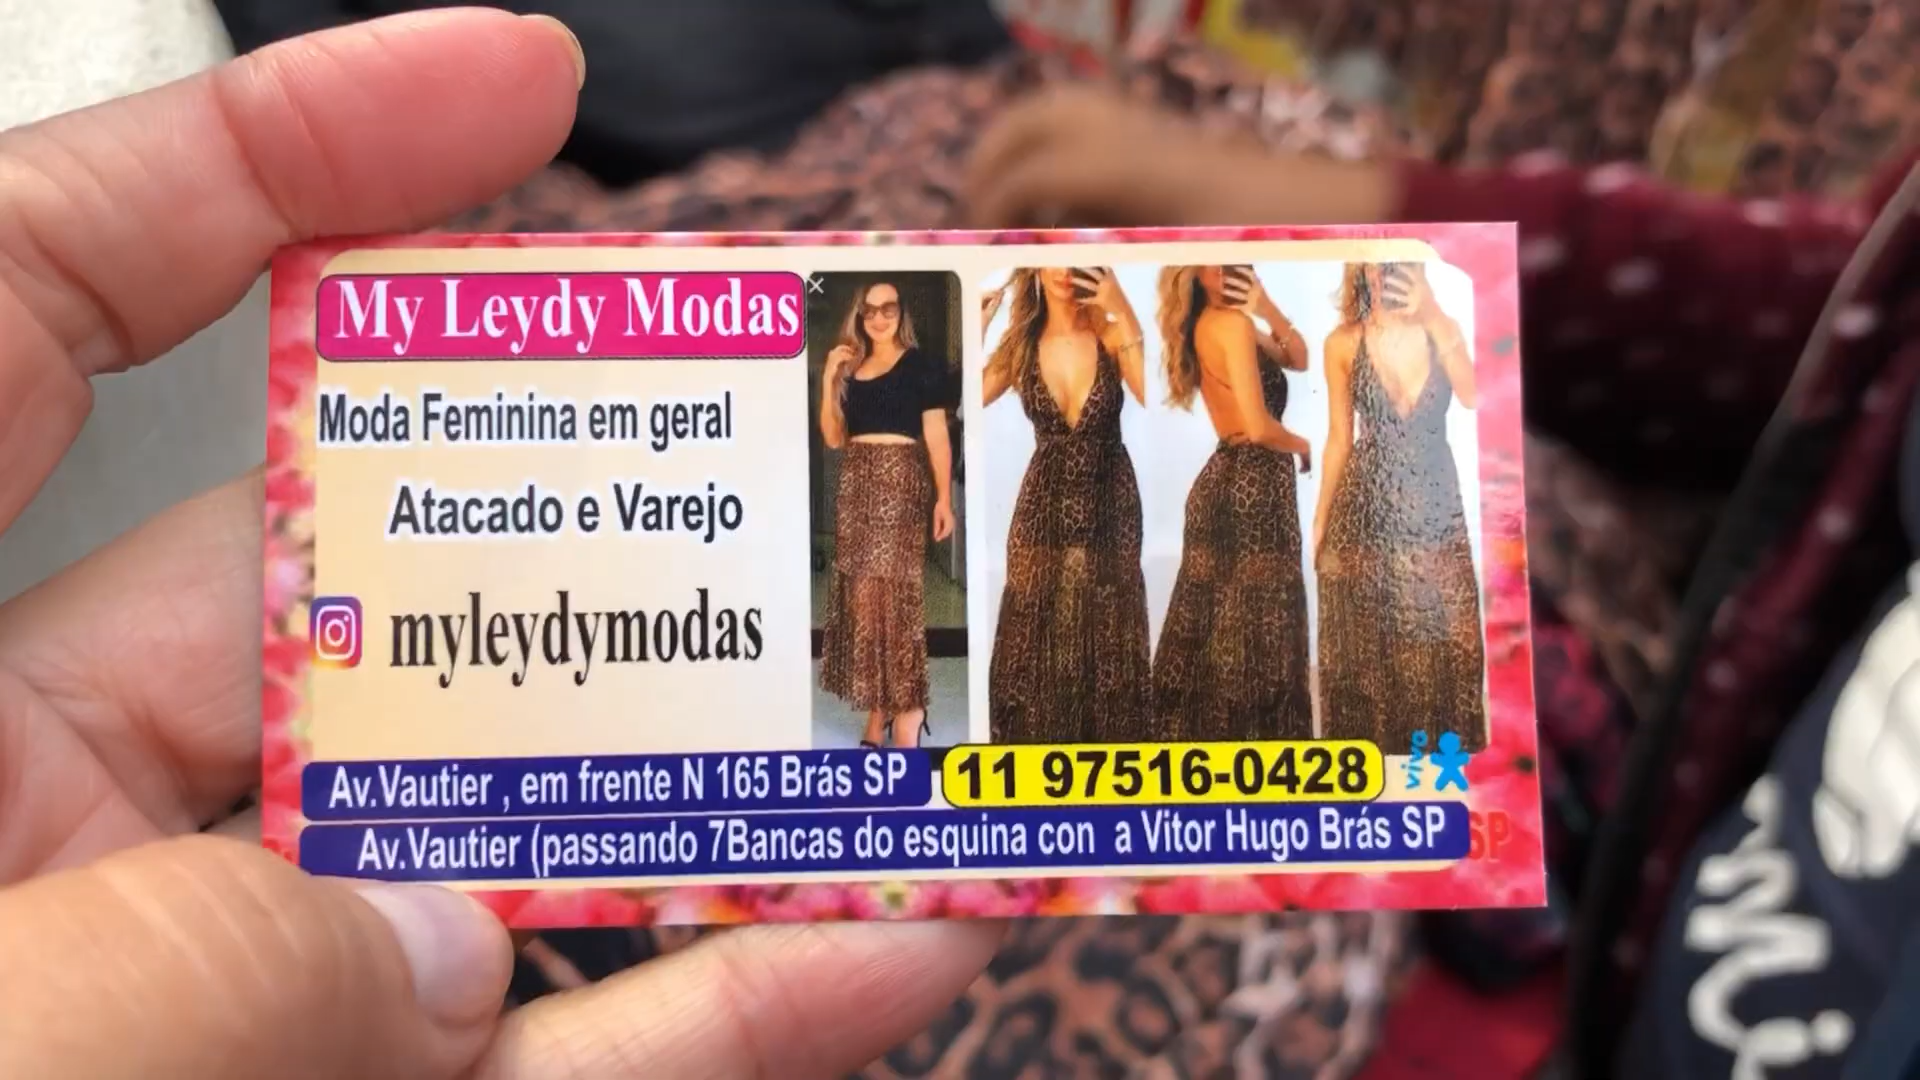 My Leydy Modas
Moda Feminina em geral
Atacado e Varejo
myleydymodas
Av.Vautier , em frente N 165 Brás SP
11 97516-0428
vivo
Av.Vautier (passando 7Bancas do esquina con a Vitor Hugo Brás SP
SP